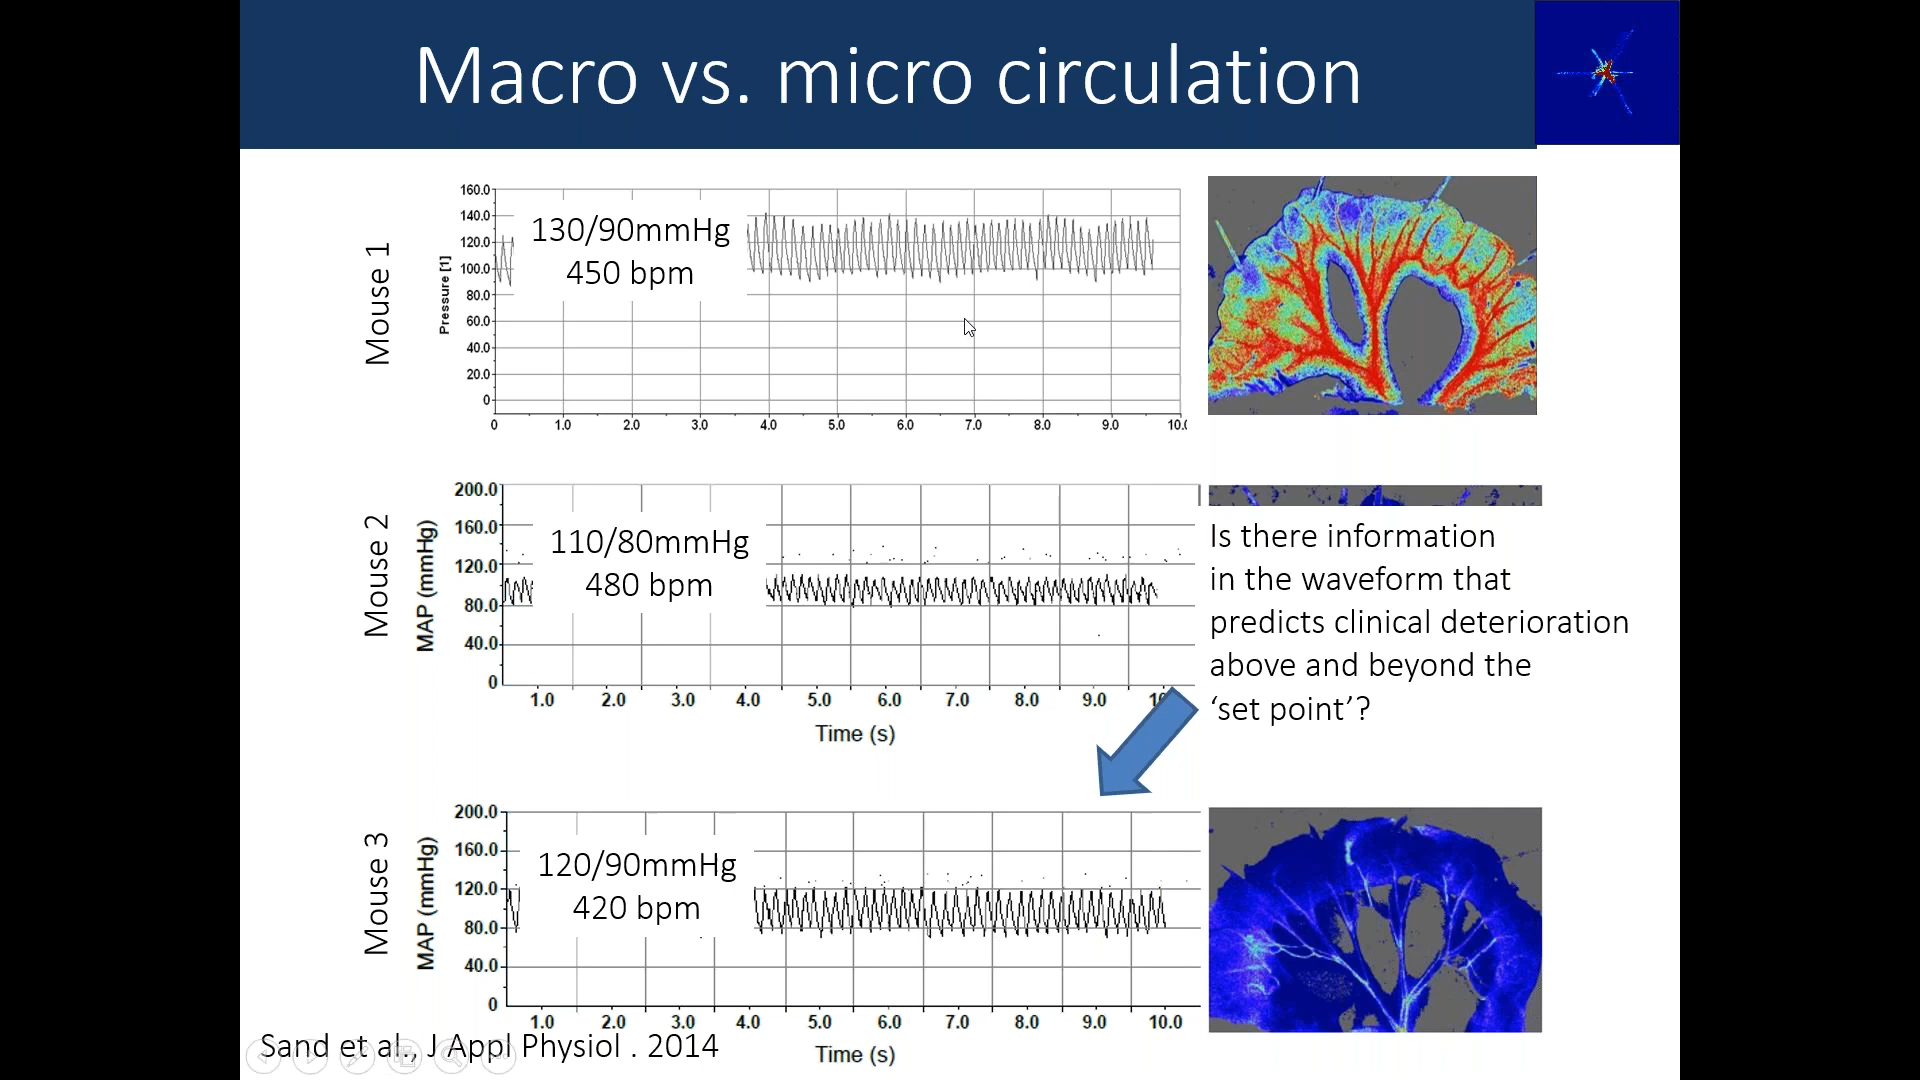 Macro vs. micro circulation
Mouse 1
Pressure [1]
160.0
140.0
120.0
100.0
80.0
60.0
40.0
20.0
0
130/90mmHg
450 bpm
0 1.0 2.0 3.0 4.0 5.0 6.0 7.0 8.0 9.0 10.0
Mouse 2
MAP (mmHg)
200.0
160.0
120.0
80.0
40.0
0
110/80mmHg
480 bpm
1.0 2.0 3.0 4.0 5.0 6.0 7.0 8.0 9.0
Time (s)
Is there information
in the waveform that
predicts clinical deterioration
above and beyond the
‘set point’?
Mouse 3
MAP (mmHg)
200.0
160.0
120.0
80.0
40.0
0
120/90mmHg
420 bpm
1.0 2.0 3.0 4.0 5.0 6.0 7.0 8.0 9.0 10.0
Time (s)
Sand et al., J Appl Physiol . 2014